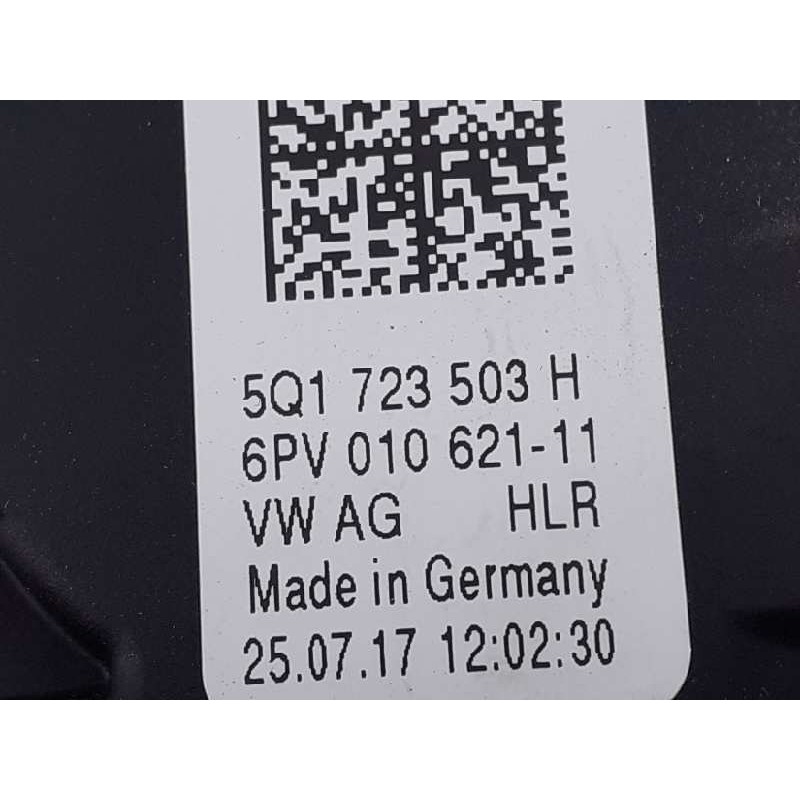 5Q1 723 503 H
6PV 010 621-11
VW AG HLR
Made in Germany
25.07.17 12:02:30